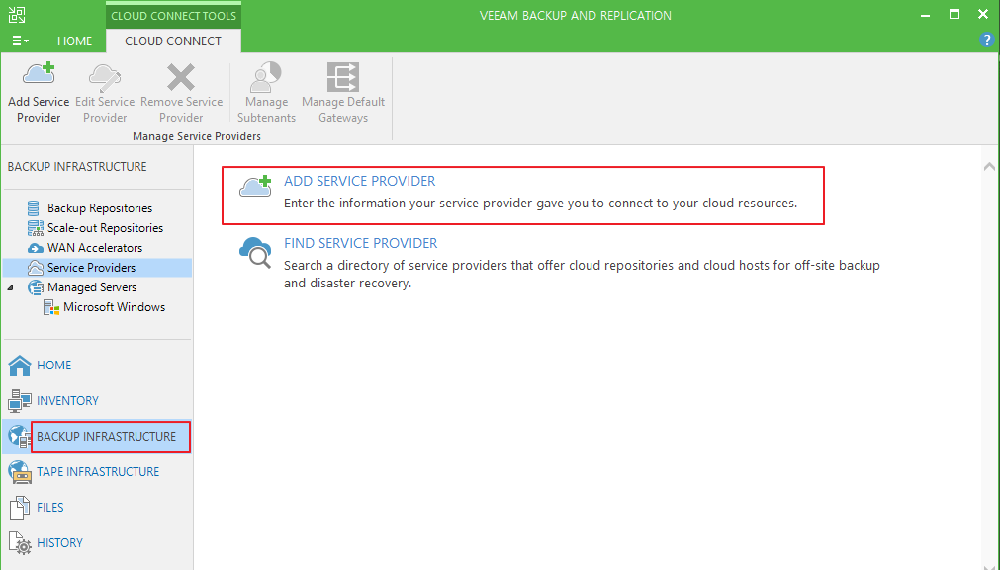 CLOUD CONNECT TOOLS
VEEAM BACKUP AND REPLICATION
HOME
CLOUD CONNECT
?
Add Service
Provider
Edit Service
Provider
Remove Service
Provider
Manage
Subtenants
Manage Default
Gateways
Manage Service Providers
BACKUP INFRASTRUCTURE
Backup Repositories
Scale-out Repositories
WAN Accelerators
Service Providers
Managed Servers
Microsoft Windows
HOME
INVENTORY
BACKUP INFRASTRUCTURE
TAPE INFRASTRUCTURE
FILES
HISTORY
ADD SERVICE PROVIDER
Enter the information your service provider gave you to connect to your cloud resources.
FIND SERVICE PROVIDER
Search a directory of service providers that offer cloud repositories and cloud hosts for off-site backup
and disaster recovery.